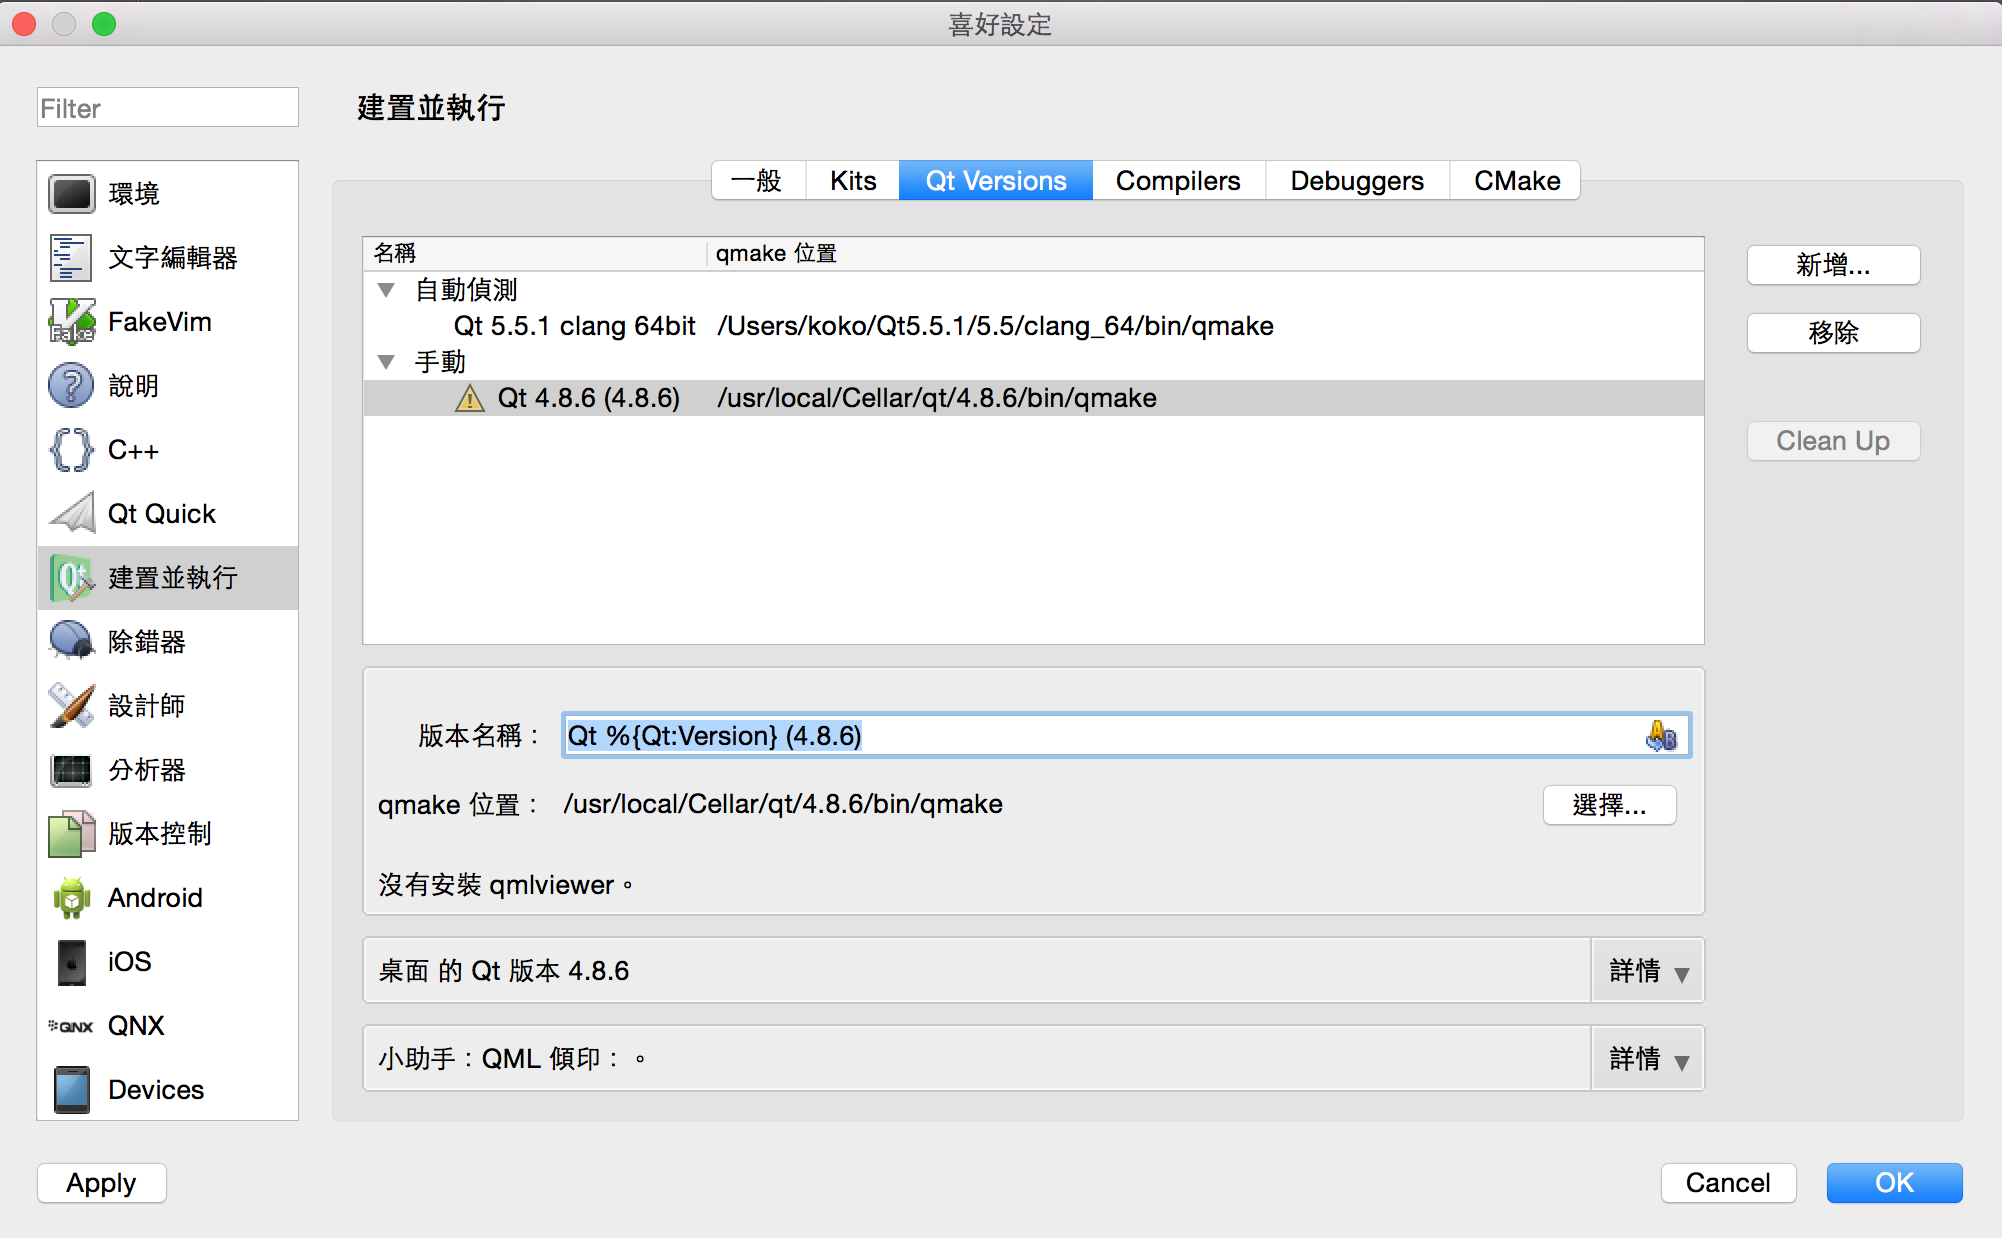 喜好設定
Filter
建置並執行
環境
文字編輯器
FakeVim
說明
C++
Qt Quick
建置並執行
除錯器
設計師
分析器
版本控制
Android
iOS
QNX
QNX
Devices
一般 Kits Qt Versions Compilers Debuggers CMake
名稱 qmake 位置
自動偵測
Qt 5.5.1 clang 64bit /Users/koko/Qt5.5.1/5.5/clang_64/bin/qmake
手動
Qt 4.8.6 (4.8.6) /usr/local/Cellar/qt/4.8.6/bin/qmake
新增...
移除
Clean Up
版本名稱： Qt %{Qt:Version} (4.8.6)
qmake 位置： /usr/local/Cellar/qt/4.8.6/bin/qmake 選擇...
沒有安裝 qmlviewer。
桌面 的 Qt 版本 4.8.6 詳情
小助手：QML 傾印：。 詳情
Apply Cancel OK